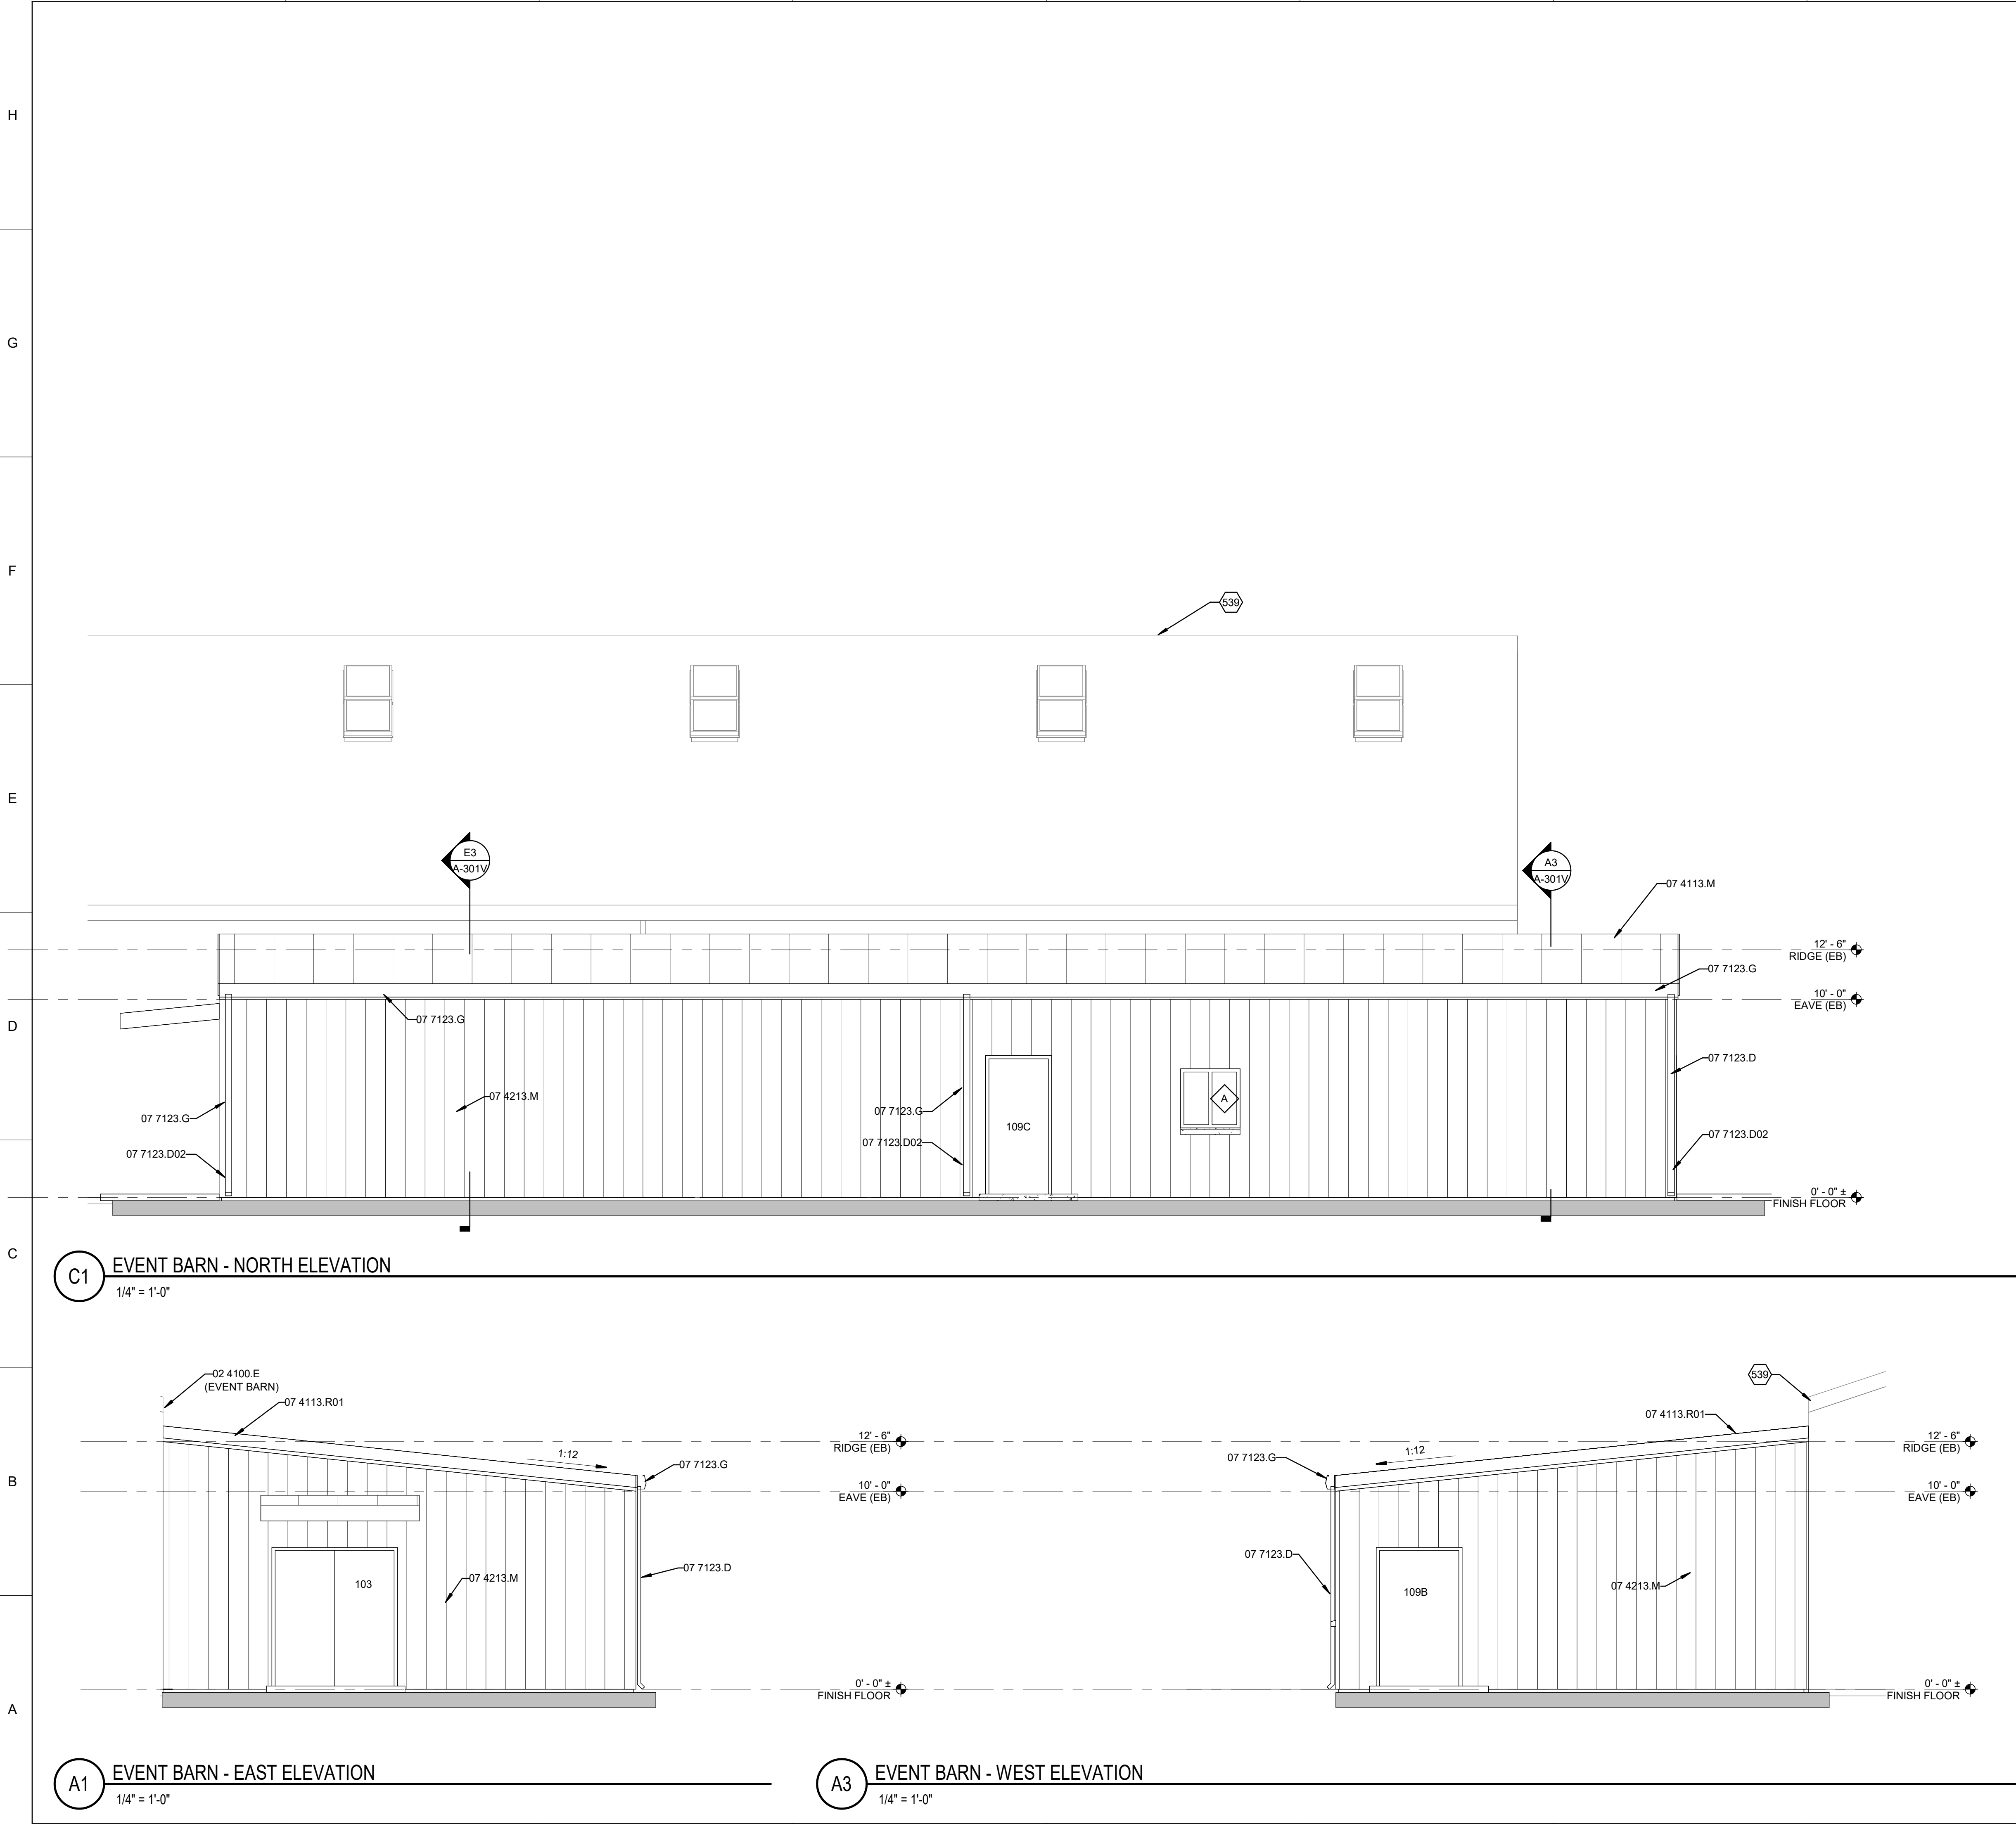 H
G
F
E
D
C
B
A
539
E3
A-301V
A3
A-301V
07 4113.M
12' - 6"
RIDGE (EB)
07 7123.G
10' - 0"
EAVE (EB)
07 7123.G
07 7123.D
07 4213.M
07 7123.G
07 7123.G
A
109C
07 7123.D02
07 7123.D02
07 7123.D02
0' - 0" ±
FINISH FLOOR
C1
EVENT BARN - NORTH ELEVATION
1/4" = 1'-0"
02 4100.E
(EVENT BARN)
07 4113.R01
1:12
12' - 6"
RIDGE (EB)
07 7123.G
10' - 0"
EAVE (EB)
07 7123.D
103
07 4213.M
0' - 0" ±
FINISH FLOOR
A1
EVENT BARN - EAST ELEVATION
1/4" = 1'-0"
539
07 4113.R01
1:12
12' - 6"
RIDGE (EB)
07 7123.G
10' - 0"
EAVE (EB)
07 7123.D
109B
07 4213.M
0' - 0" ±
FINISH FLOOR
A3
EVENT BARN - WEST ELEVATION
1/4" = 1'-0"